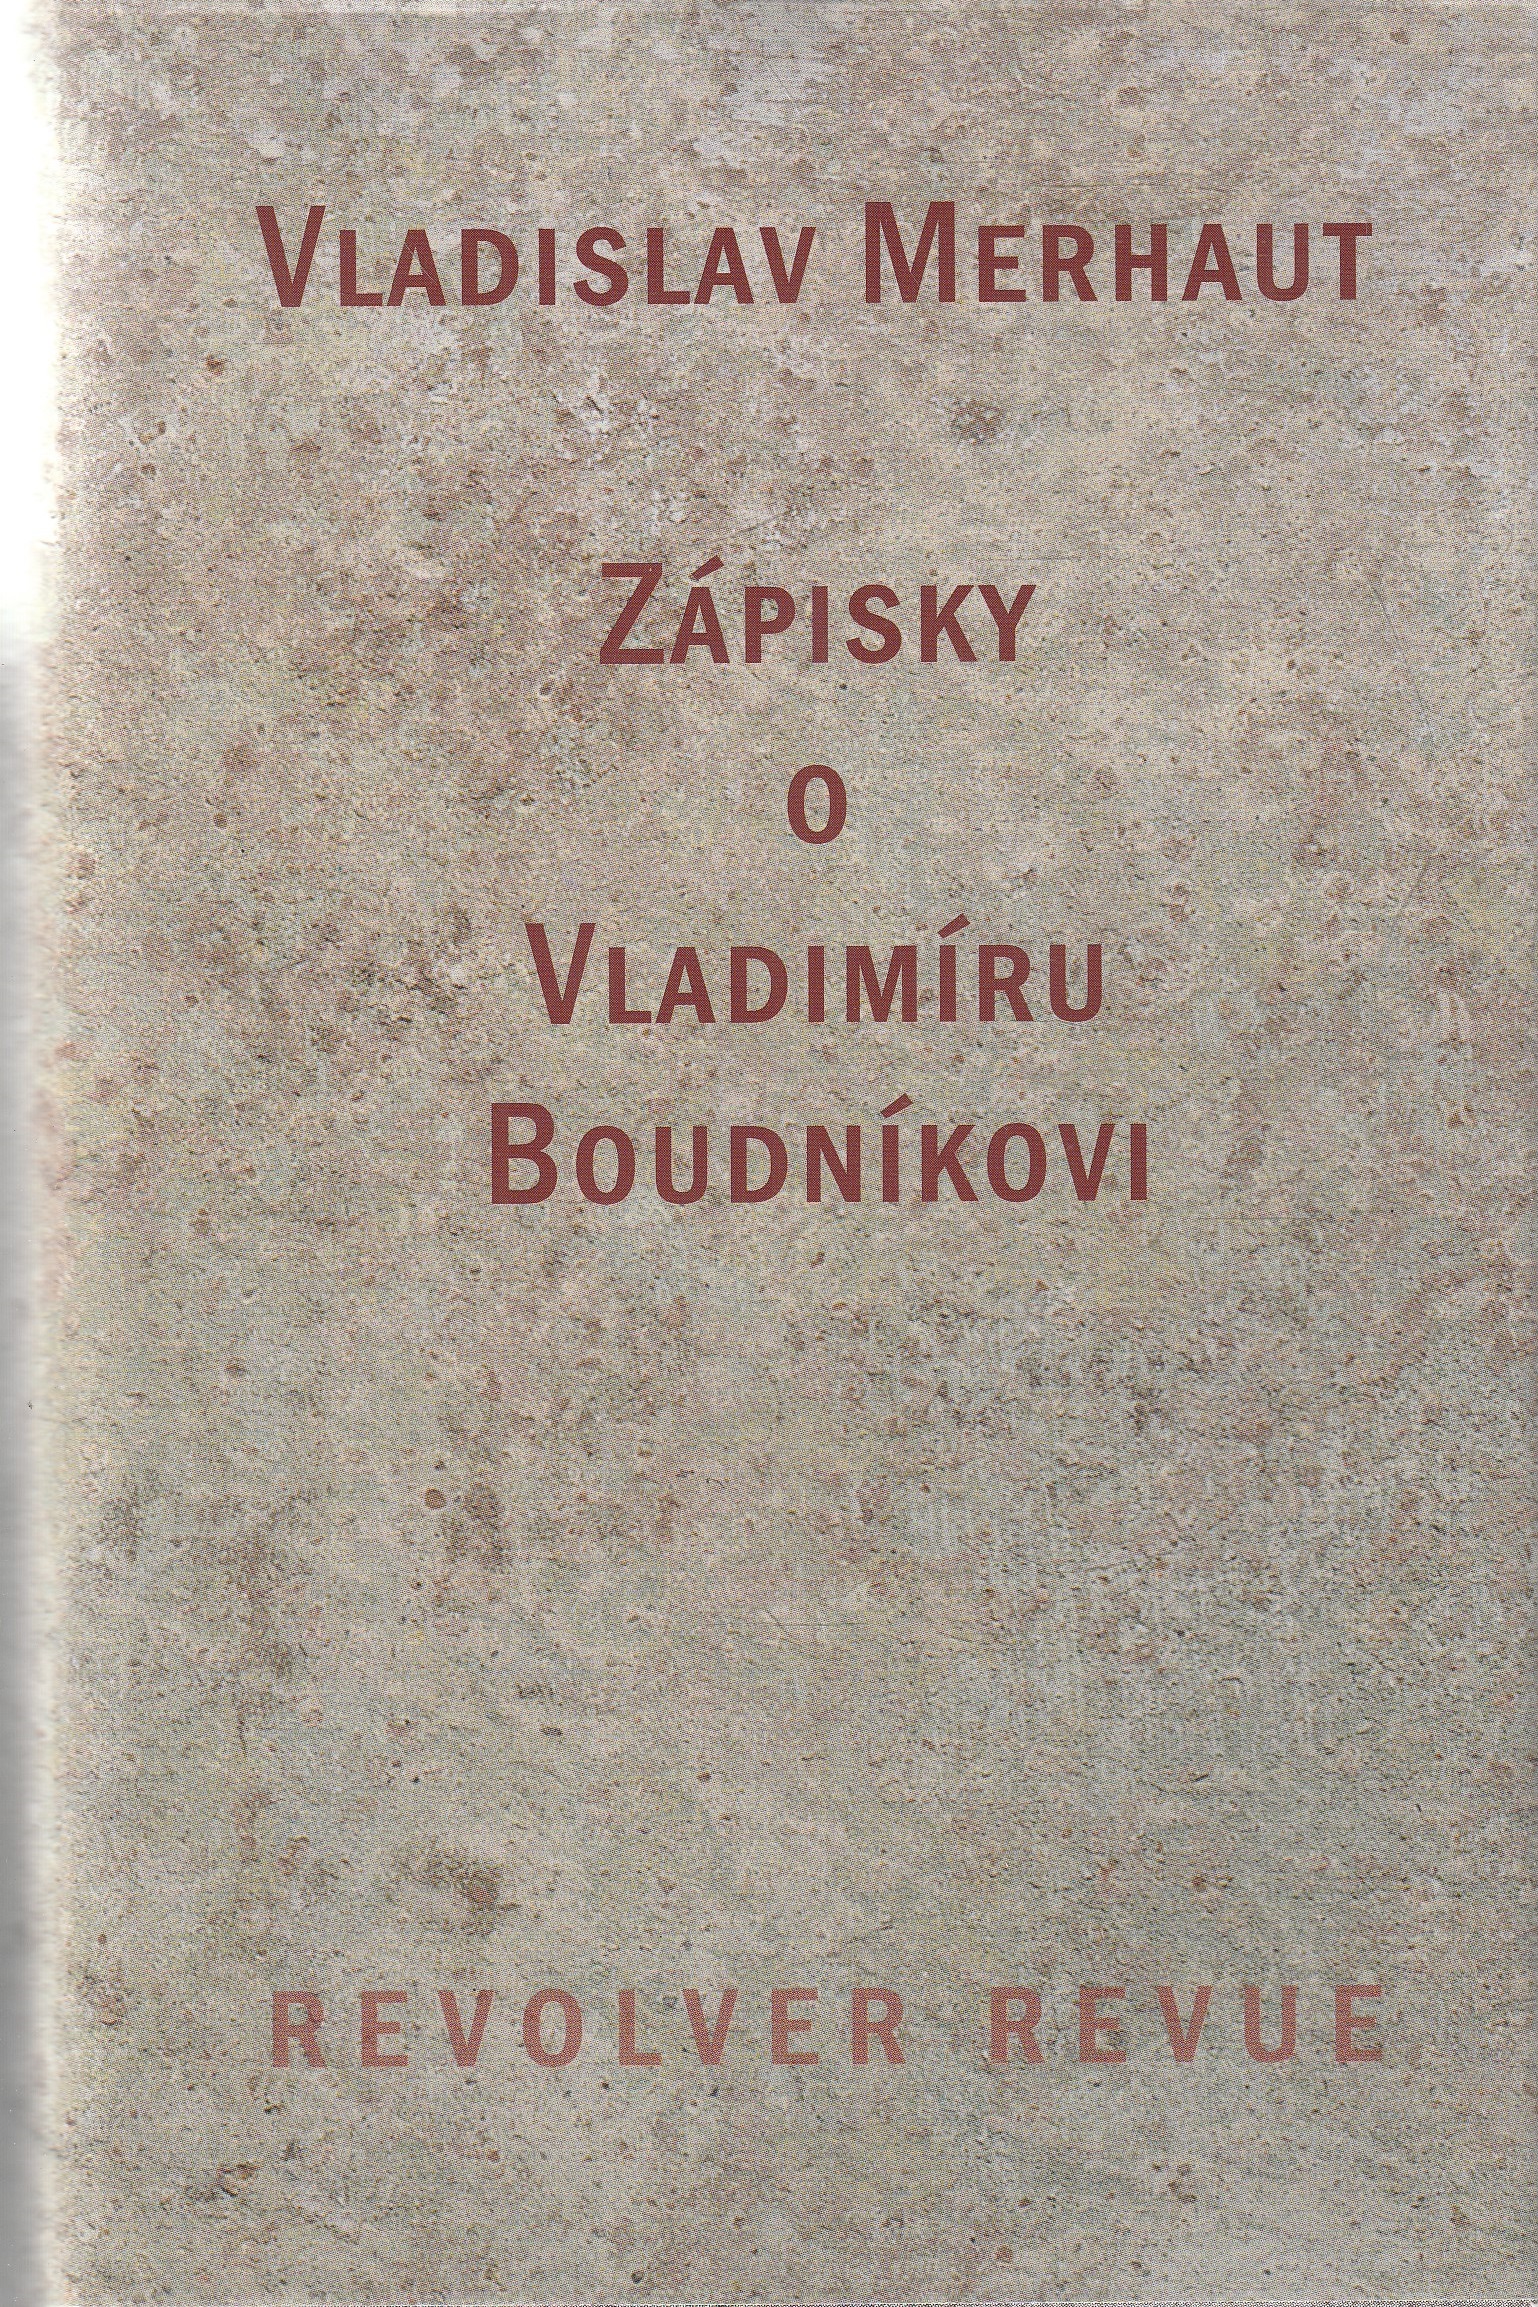 VLADISLAV MERHAUT
ZÁPISKY
O
VLADIMÍRU
BOUDNÍKOVI
REVOLVER REVUE